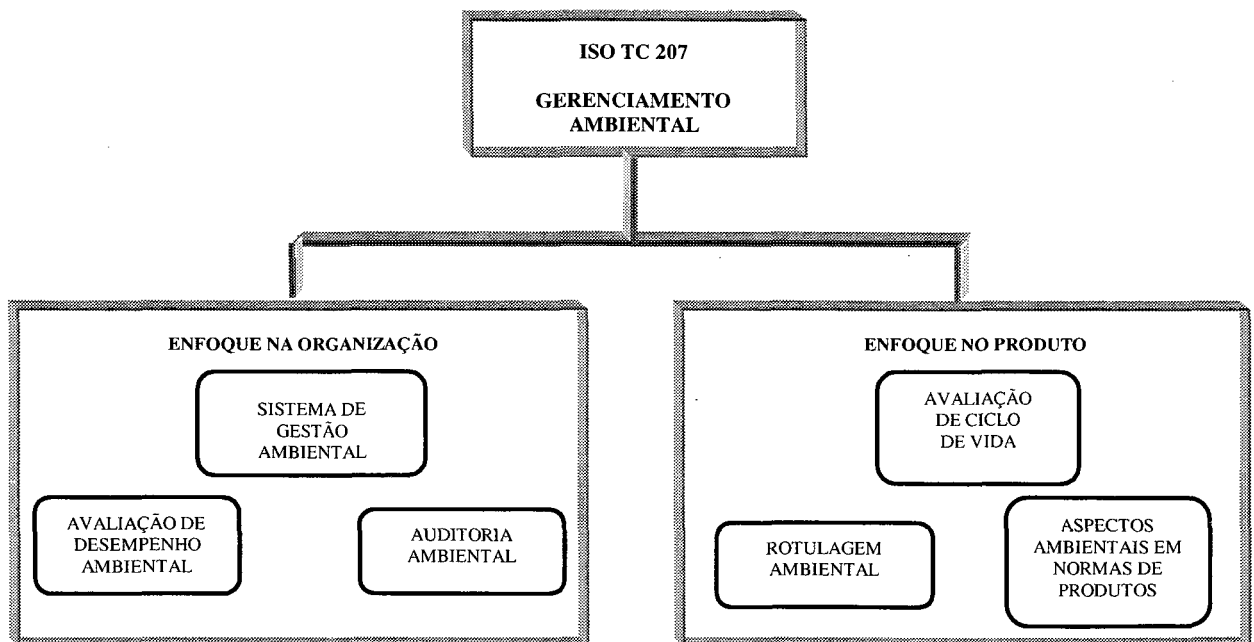 ISO TC 207
GERENCIAMENTO
AMBIENTAL
ENFOQUE NA ORGANIZAÇÃO
SISTEMA DE
GESTÃO
AMBIENTAL
AVALIAÇÃO DE
DESEMPENHO
AMBIENTAL
AUDITORIA
AMBIENTAL
ENFOQUE NO PRODUTO
AVALIAÇÃO
DE CICLO
DE VIDA
ROTULAGEM
AMBIENTAL
ASPECTOS
AMBIENTAIS EM
NORMAS DE
PRODUTOS